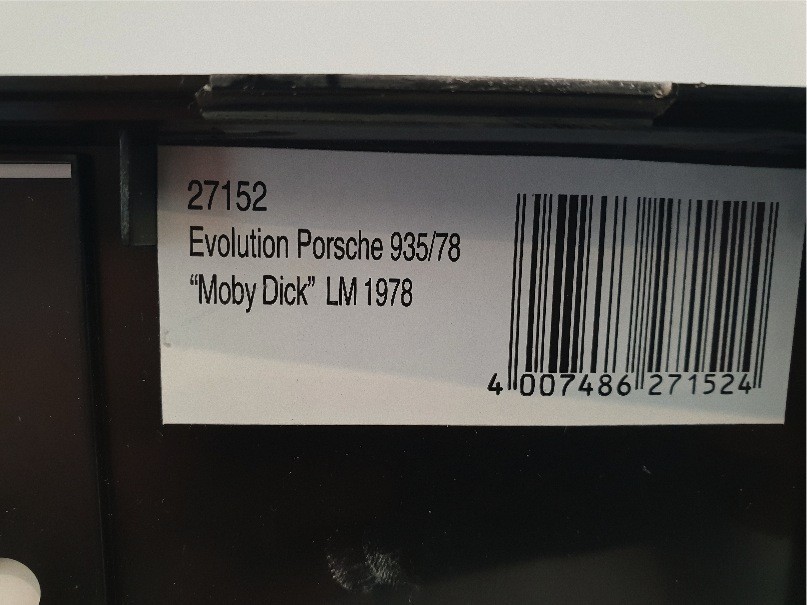 27152
Evolution Porsche 935/78
“Moby Dick” LM 1978
4 007486 271524